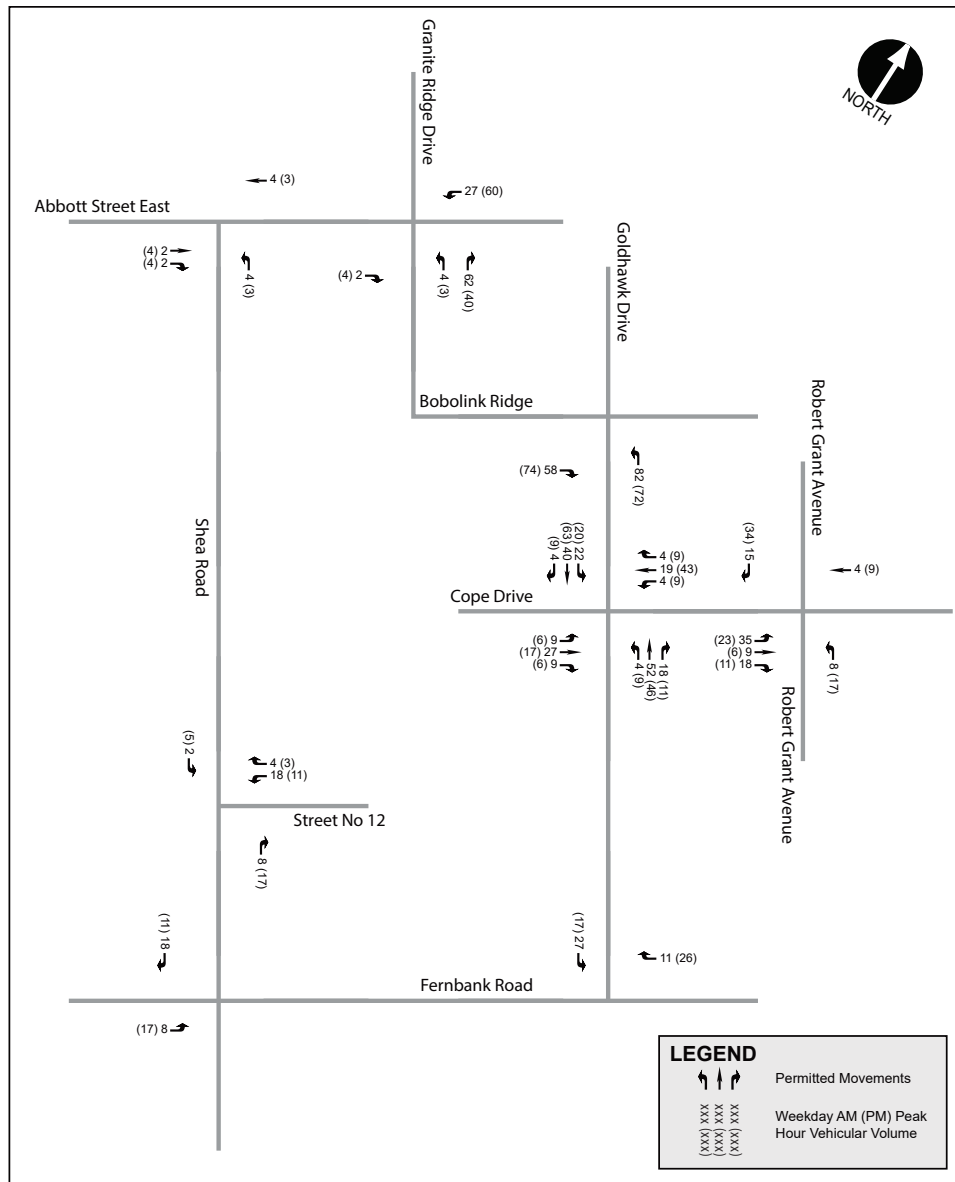 Granite Ridge Drive
NORTH
4 (3)
27 (60)
Abbott Street East
(4) 2
(4) 2
4 (3)
(4) 2
4 (3)
62 (40)
Goldhawk Drive
Bobolink Ridge
Robert Grant Avenue
(74) 58
82 (72)
Shea Road
(9) 4
(63) 40
(20) 22
4 (9)
19 (43)
4 (9)
(34) 15
4 (9)
Cope Drive
(6) 9
(17) 27
(6) 9
4 (9)
52 (46)
18 (11)
(23) 35
(6) 9
(11) 18
8 (17)
Robert Grant Avenue
(5) 2
4 (3)
18 (11)
Street No 12
8 (17)
(11) 18
(17) 27
11 (26)
Fernbank Road
(17) 8
LEGEND
Permitted Movements
xxx (xxx)
xxx (xxx)
xxx (xxx)
Weekday AM (PM) Peak
Hour Vehicular Volume